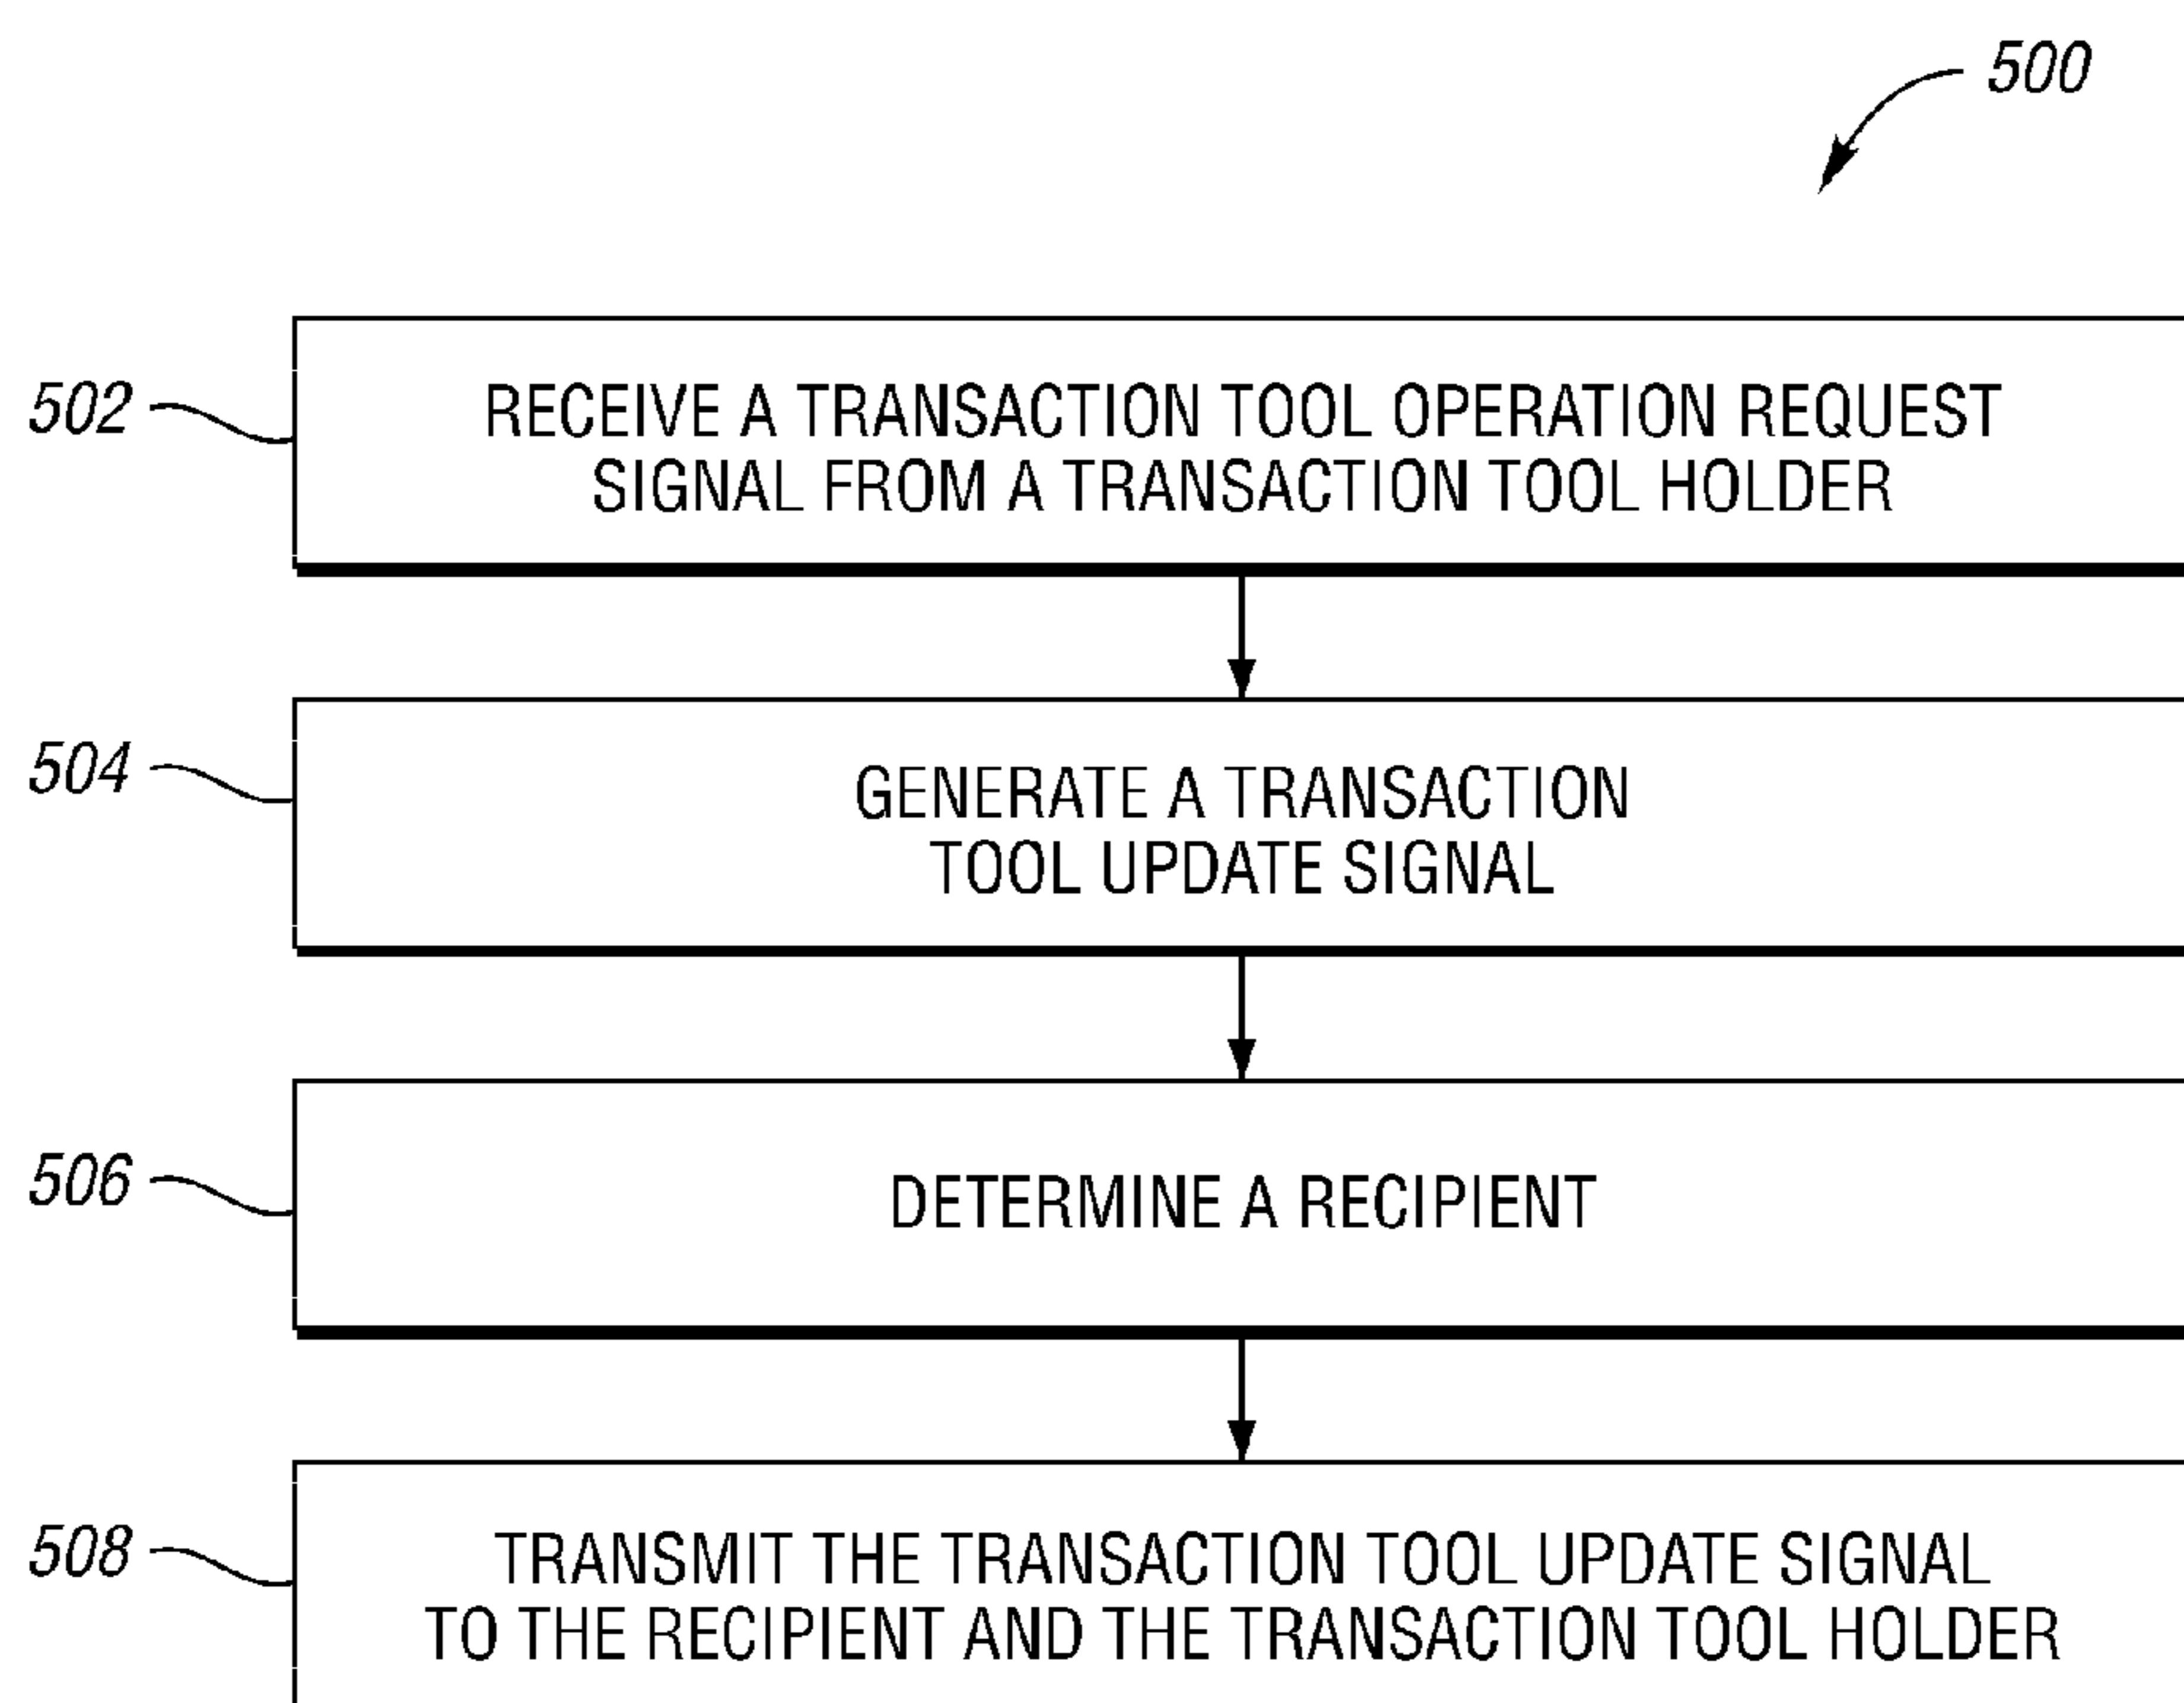 500
502
RECEIVE A TRANSACTION TOOL OPERATION REQUEST
SIGNAL FROM A TRANSACTION TOOL HOLDER
504
GENERATE A TRANSACTION
TOOL UPDATE SIGNAL
506
DETERMINE A RECIPIENT
508
TRANSMIT THE TRANSACTION TOOL UPDATE SIGNAL
TO THE RECIPIENT AND THE TRANSACTION TOOL HOLDER